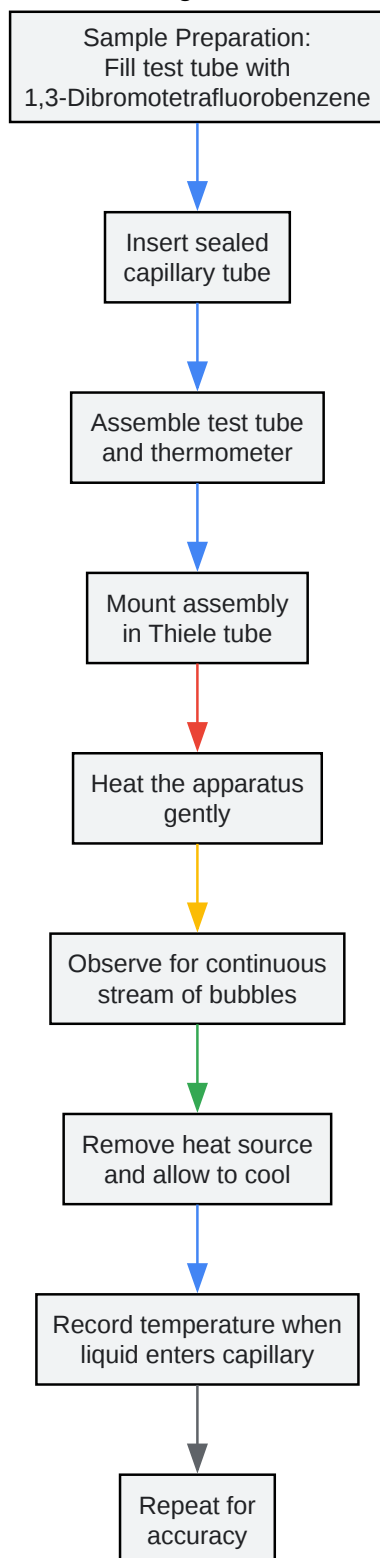 Sample Preparation:
Fill test tube with
1,3-Dibromotetrafluorobenzene
Insert sealed
capillary tube
Assemble test tube
and thermometer
Mount assembly
in Thiele tube
Heat the apparatus
gently
Observe for continuous
stream of bubbles
Remove heat source
and allow to cool
Record temperature when
liquid enters capillary
Repeat for
accuracy